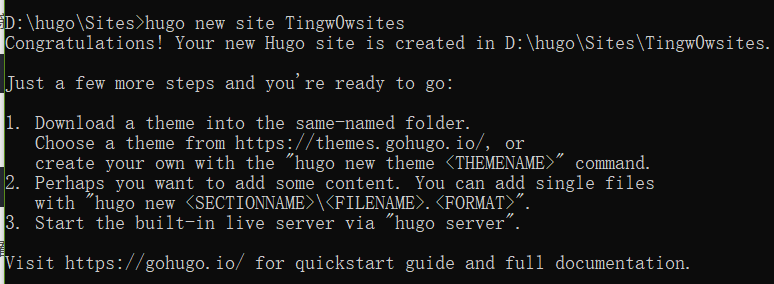 D:\hugo\Sites>hugo new site TingwOwsites
Congratulations! Your new Hugo site is created in D:\hugo\Sites\TingwOwsites.
Just a few more steps and you're ready to go:
1. Download a theme into the same-named folder.
Choose a theme from https://themes.gohugo.io/, or
create your own with the "hugo new theme <THEMENAME>" command.
2. Perhaps you want to add some content. You can add single files
with "hugo new <SECTIONNAME>\<FILENAME>.<FORMAT>".
3. Start the built-in live server via "hugo server".
Visit https://gohugo.io/ for quickstart guide and full documentation.